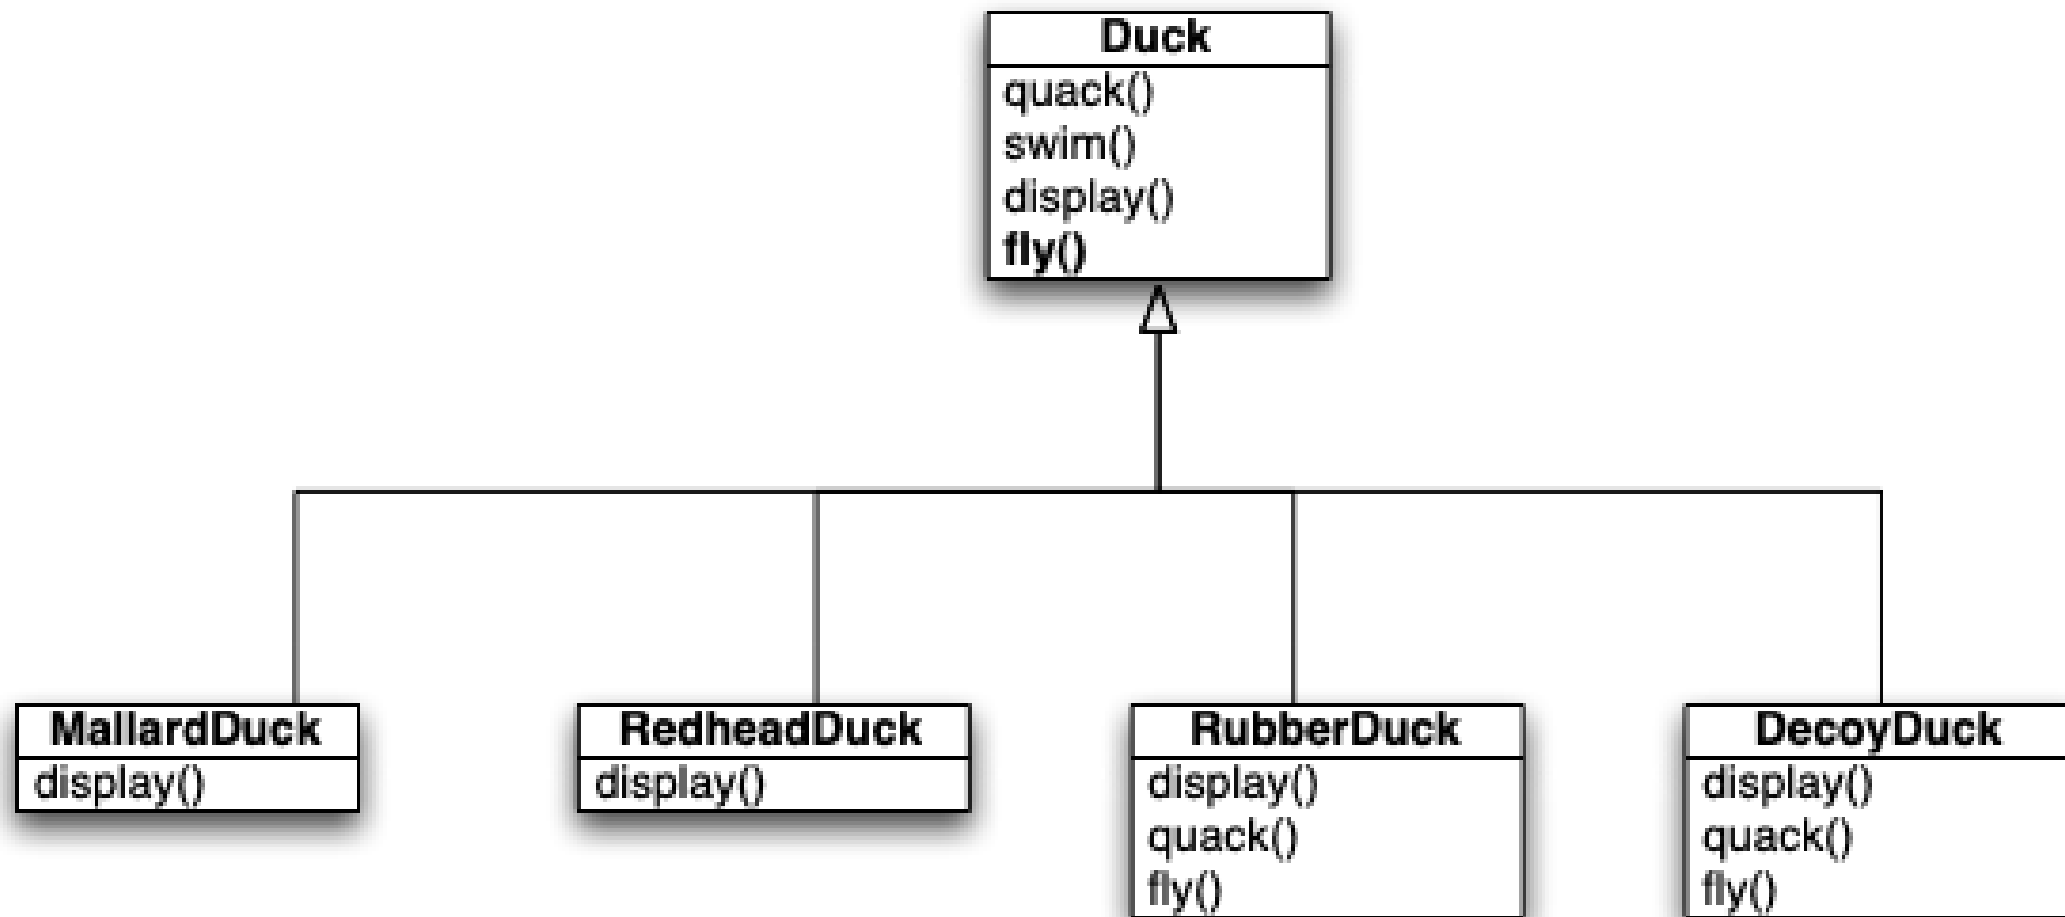 Duck
quack()
swim()
display()
fly()
MallardDuck
display()
RedheadDuck
display()
RubberDuck
display()
quack()
fly()
DecoyDuck
display()
quack()
fly()